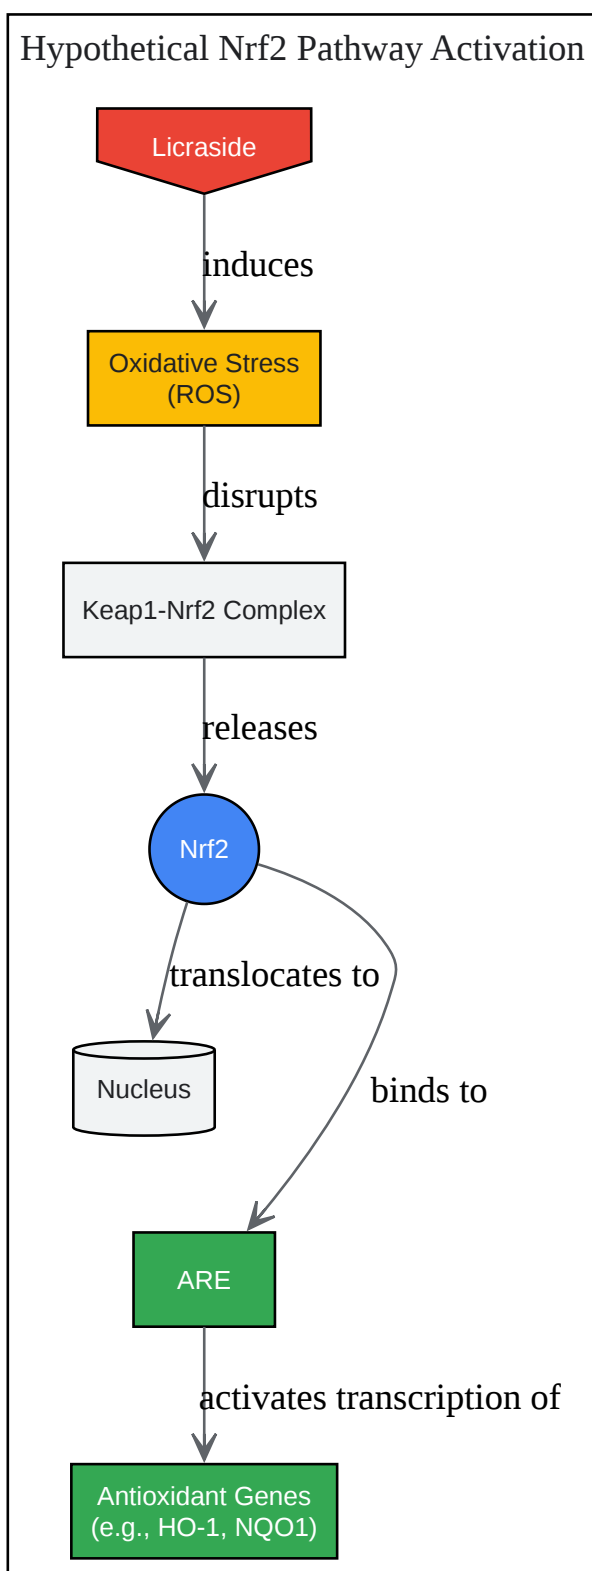 Hypothetical Nrf2 Pathway Activation
Licraside
induces
Oxidative Stress
(ROS)
disrupts
Keap1-Nrf2 Complex
releases
Nrf2
translocates to
Nucleus
binds to
ARE
activates transcription of
Antioxidant Genes
(e.g., HO-1, NQO1)